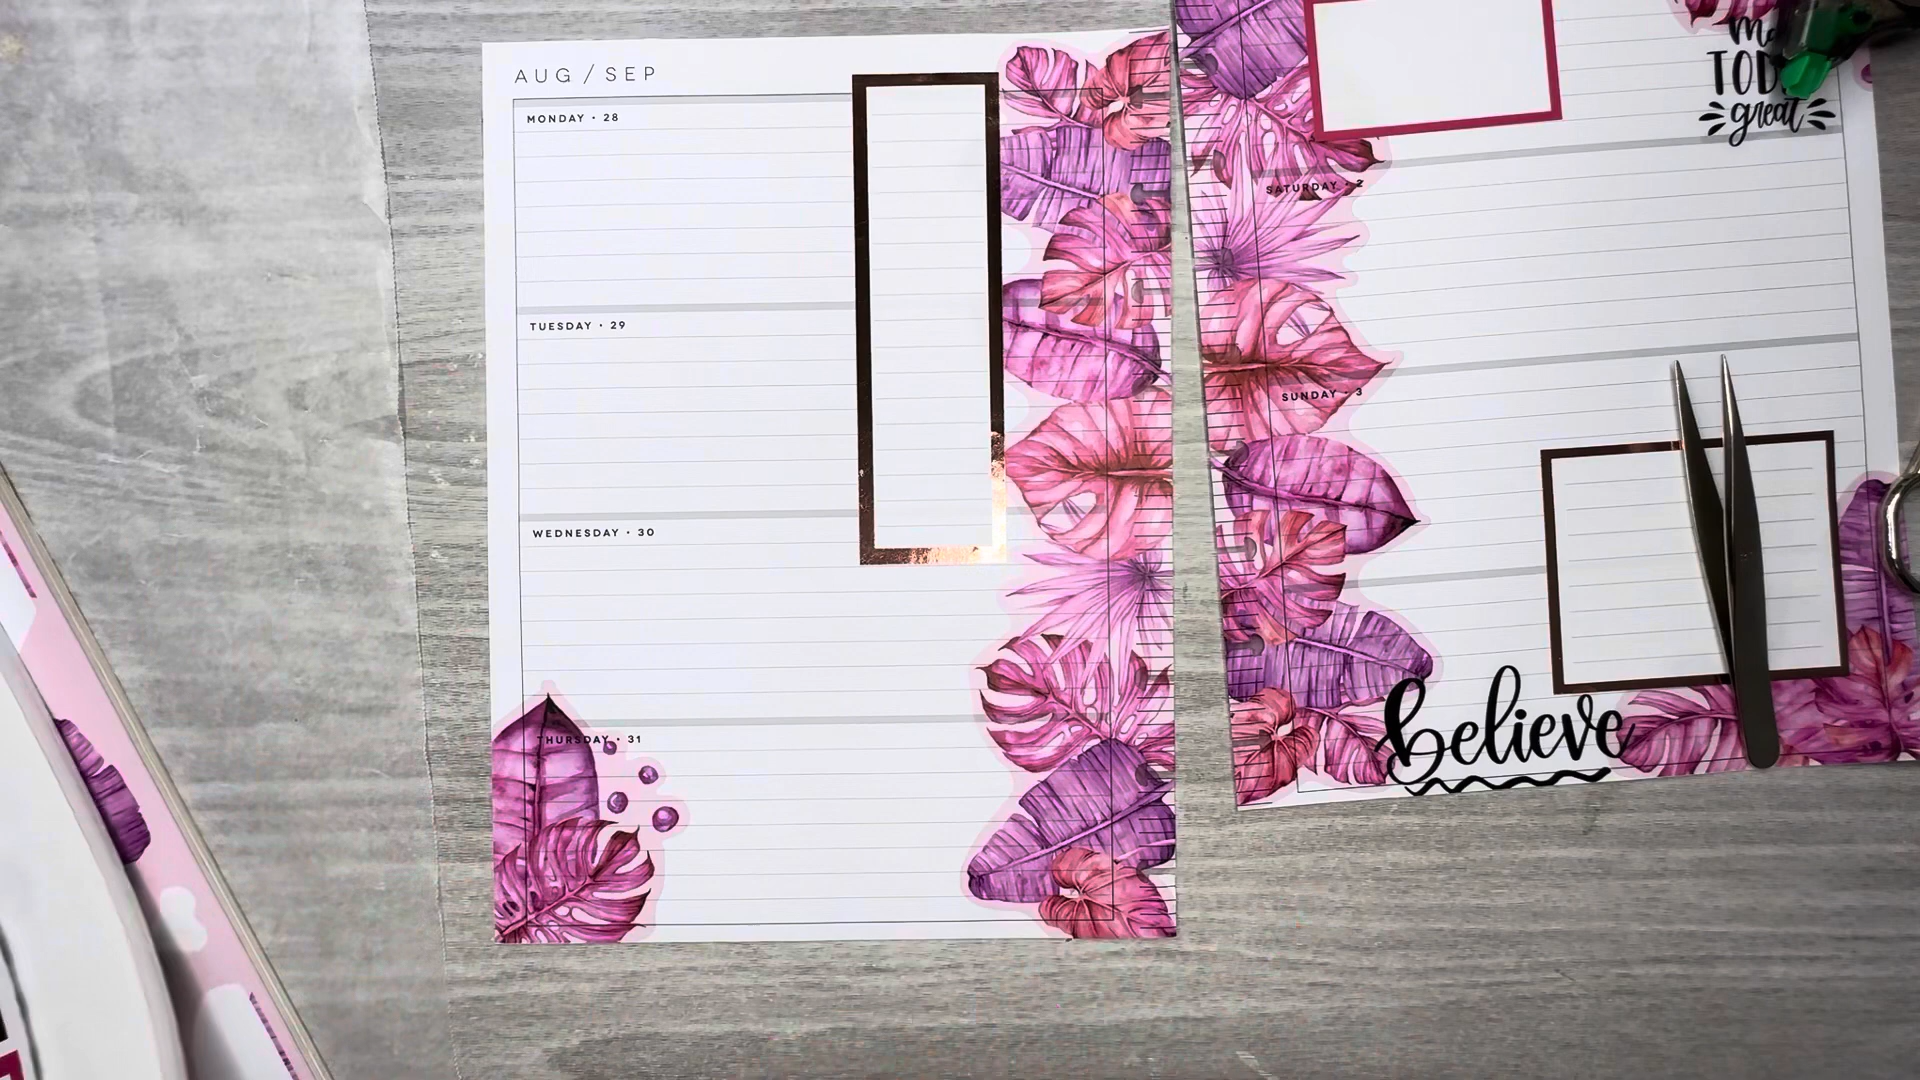 AUG / SEP
MONDAY • 28
TUESDAY • 29
WEDNESDAY • 30
THURSDAY • 31
great
SATURDAY • 2
SUNDAY • 3
believe